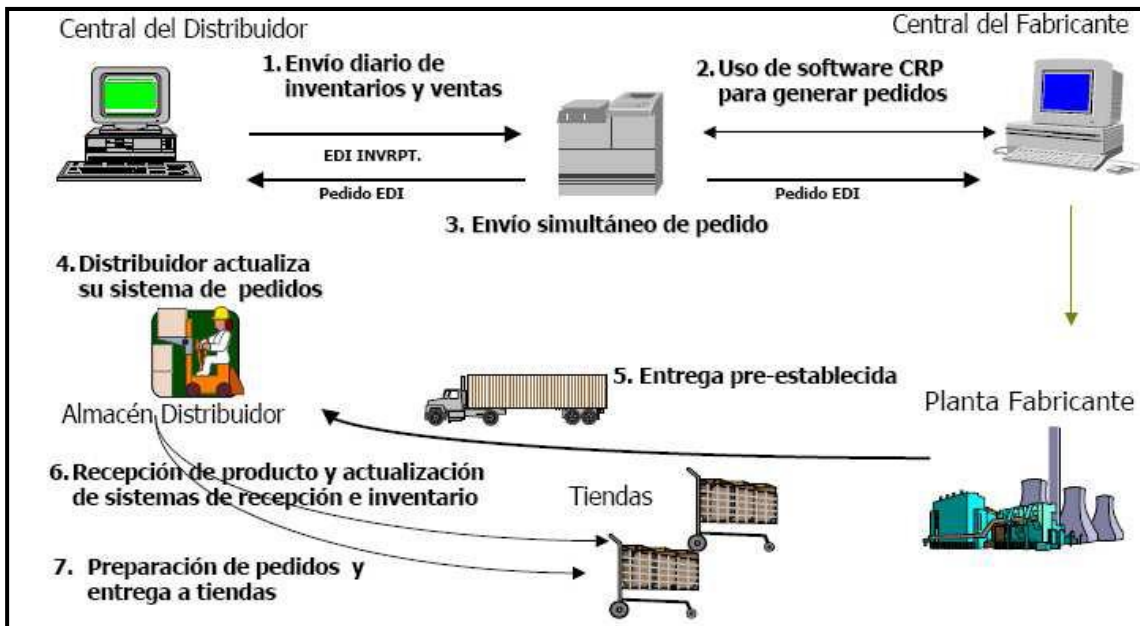 Central del Distribuidor
Central del Fabricante
1. Envío diario de
inventarios y ventas
2. Uso de software CRP
para generar pedidos
EDI INVRPT.
Pedido EDI
Pedido EDI
3. Envío simultáneo de pedido
4. Distribuidor actualiza
su sistema de pedidos
5. Entrega pre-establecida
Almacén Distribuidor
Planta Fabricante
6. Recepción de producto y actualización
de sistemas de recepción e inventario
Tiendas
7. Preparación de pedidos y
entrega a tiendas